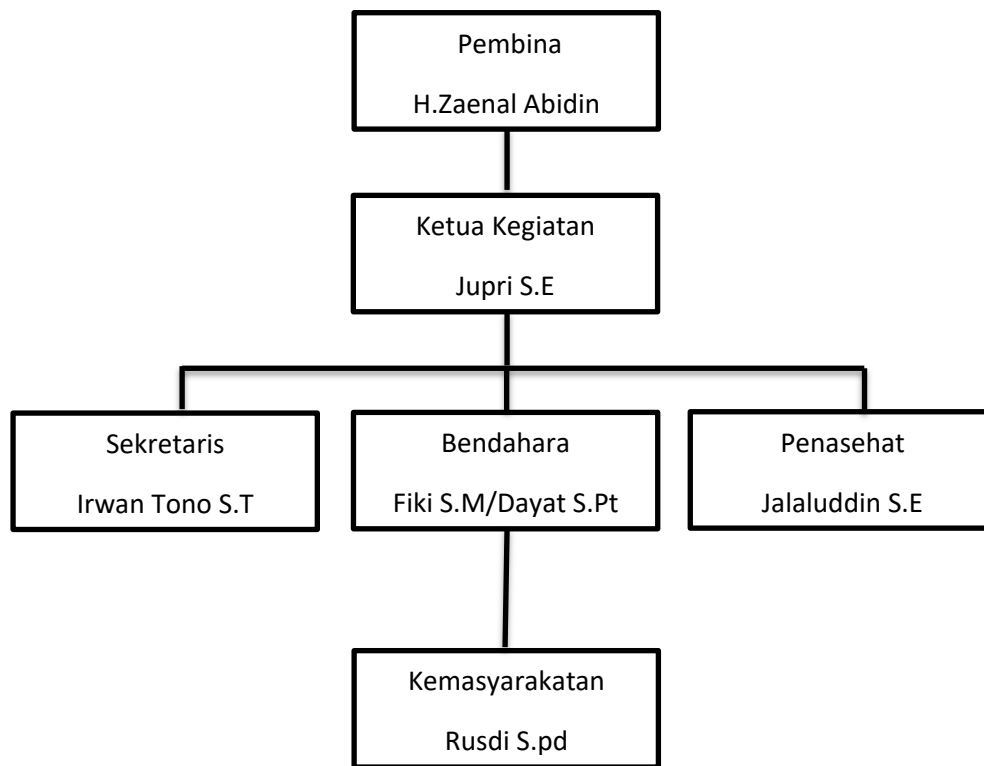 Pembina
H.Zaenal Abidin
Ketua Kegiatan
Jupri S.E
Sekretaris
Irwan Tono S.T
Bendahara
Fiki S.M/Dayat S.Pt
Penasehat
Jalaluddin S.E
Kemasyarakatan
Rusdi S.pd